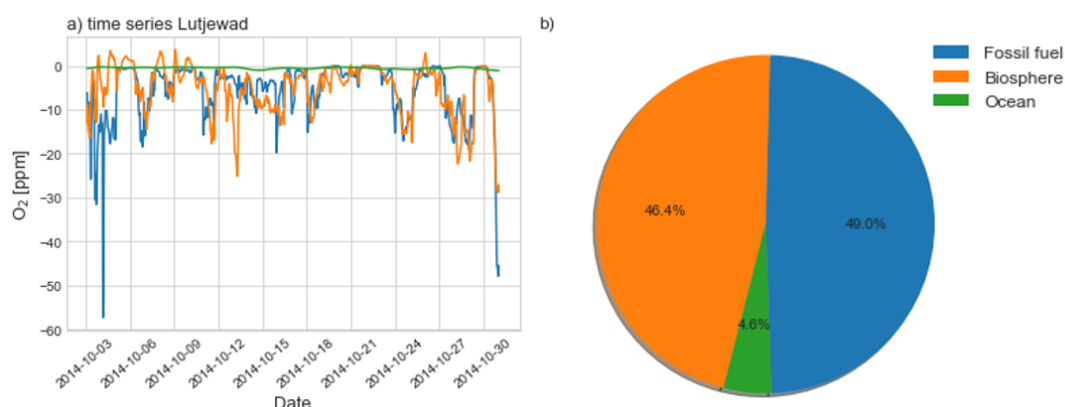 a) time series Lutjewad
O₂ [ppm]
0
−10
−20
−30
−40
−50
−60
2014-10-03
2014-10-06
2014-10-09
2014-10-12
2014-10-15
2014-10-18
2014-10-21
2014-10-24
2014-10-27
2014-10-30
Date
b)
Fossil fuel
Biosphere
Ocean
46.4%
49.0%
4.6%